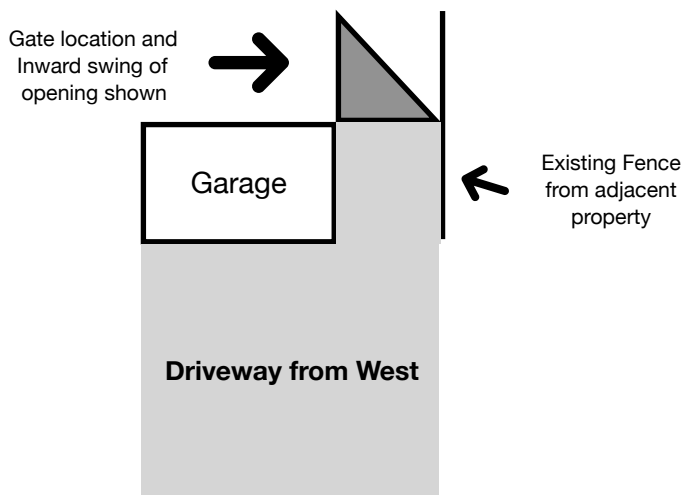 Gate location and
Inward swing of
opening shown
Garage
Existing Fence
from adjacent
property
Driveway from West